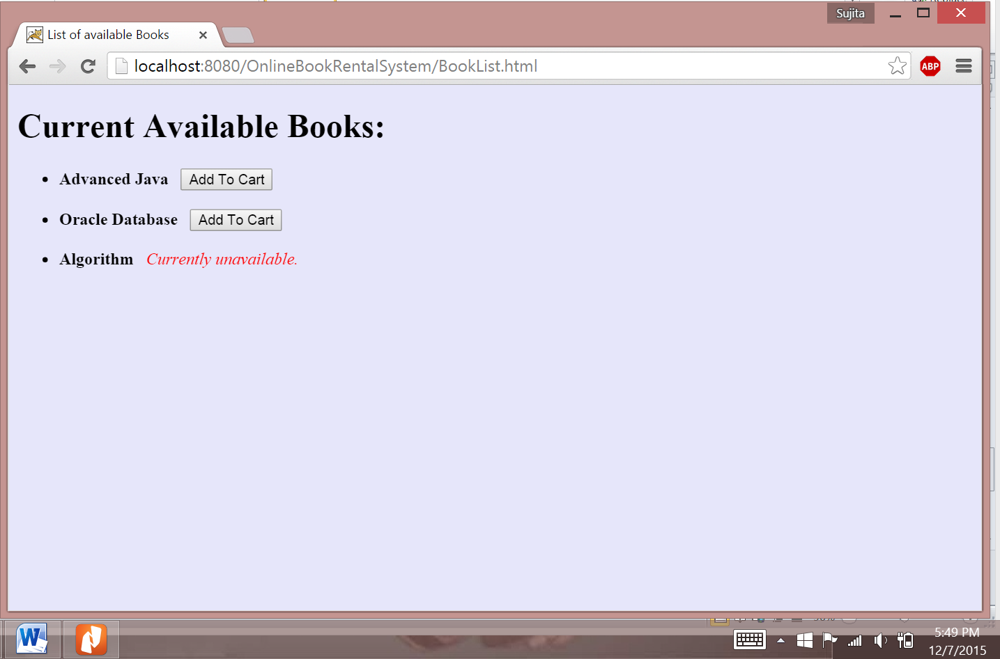 Sujita
List of available Books
localhost:8080/OnlineBookRentalSystem/BookList.html
ABP
Current Available Books:
Advanced Java Add To Cart
Oracle Database Add To Cart
Algorithm Currently unavailable.
W
5:49 PM
12/7/2015